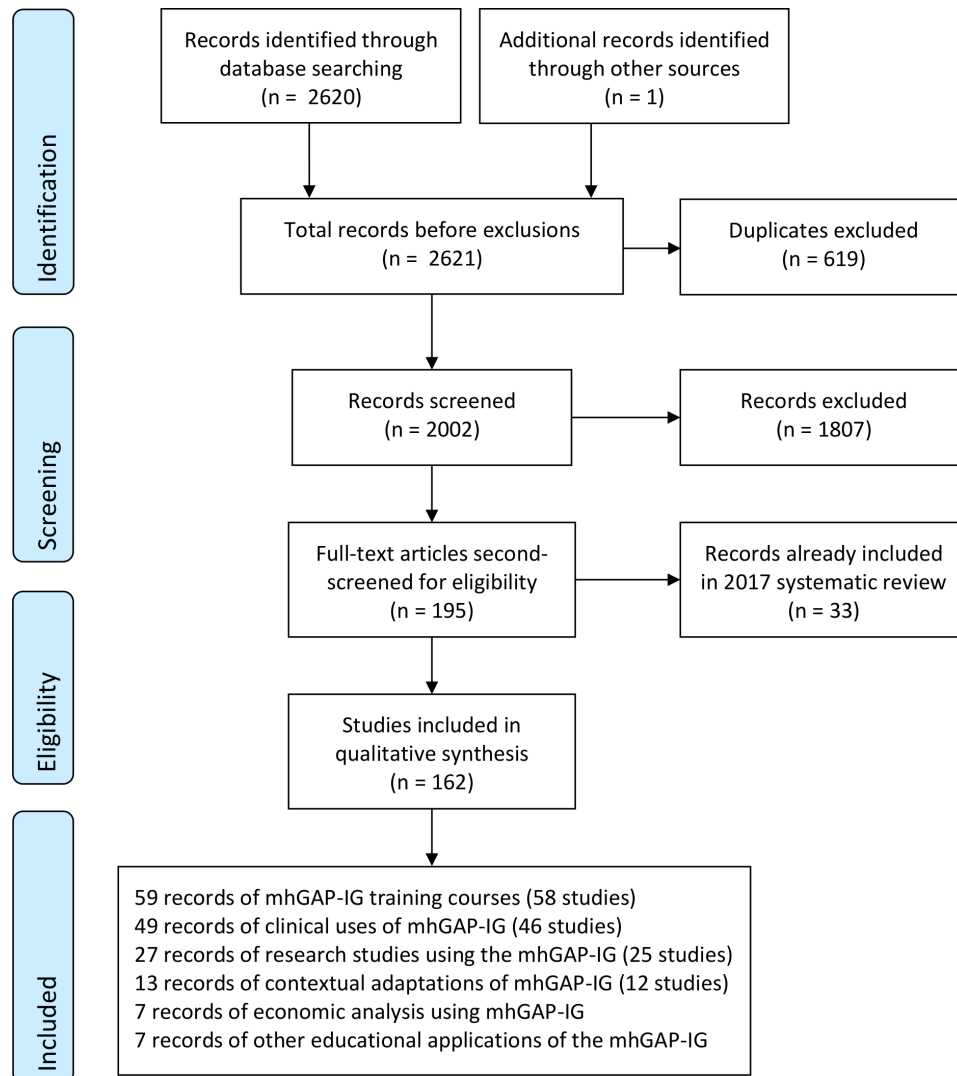 Identification
Records identified through
database searching
(n = 2620)
Additional records identified
through other sources
(n = 1)
Total records before exclusions
(n = 2621)
Duplicates excluded
(n = 619)
Screening
Records screened
(n = 2002)
Records excluded
(n = 1807)
Full-text articles second-
screened for eligibility
(n = 195)
Records already included
in 2017 systematic review
(n = 33)
Eligibility
Studies included in
qualitative synthesis
(n = 162)
Included
59 records of mhGAP-IG training courses (58 studies)
49 records of clinical uses of mhGAP-IG (46 studies)
27 records of research studies using the mhGAP-IG (25 studies)
13 records of contextual adaptations of mhGAP-IG (12 studies)
7 records of economic analysis using mhGAP-IG
7 records of other educational applications of the mhGAP-IG